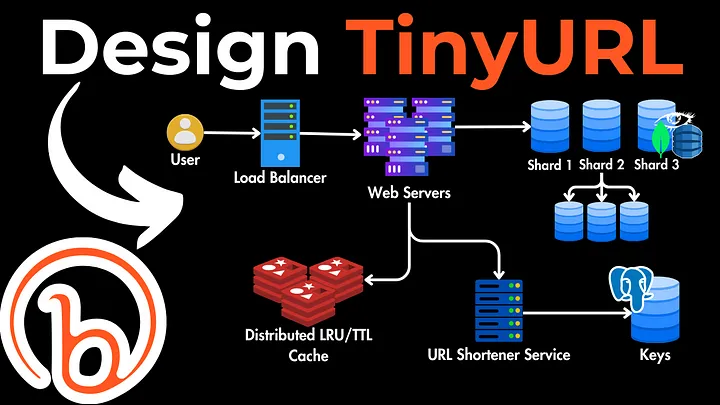 Design TinyURL
User
Load Balancer
Web Servers
Shard 1 Shard 2 Shard 3
Distributed LRU/TTL
Cache
URL Shortener Service
Keys
b